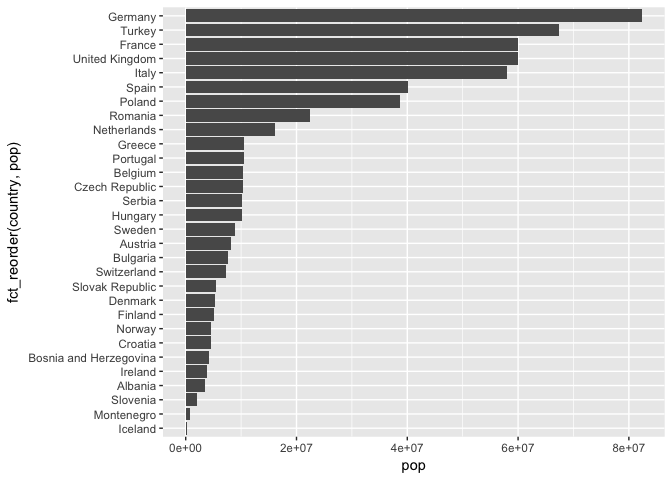 Germany
Turkey
France
United Kingdom
Italy
Spain
Poland
Romania
Netherlands
Greece
Portugal
Belgium
Czech Republic
Serbia
Hungary
Sweden
Austria
Bulgaria
Switzerland
Slovak Republic
Denmark
Finland
Norway
Croatia
Bosnia and Herzegovina
Ireland
Albania
Slovenia
Montenegro
Iceland
fct_reorder(country, pop)
0e+00 2e+07 4e+07 6e+07 8e+07
pop